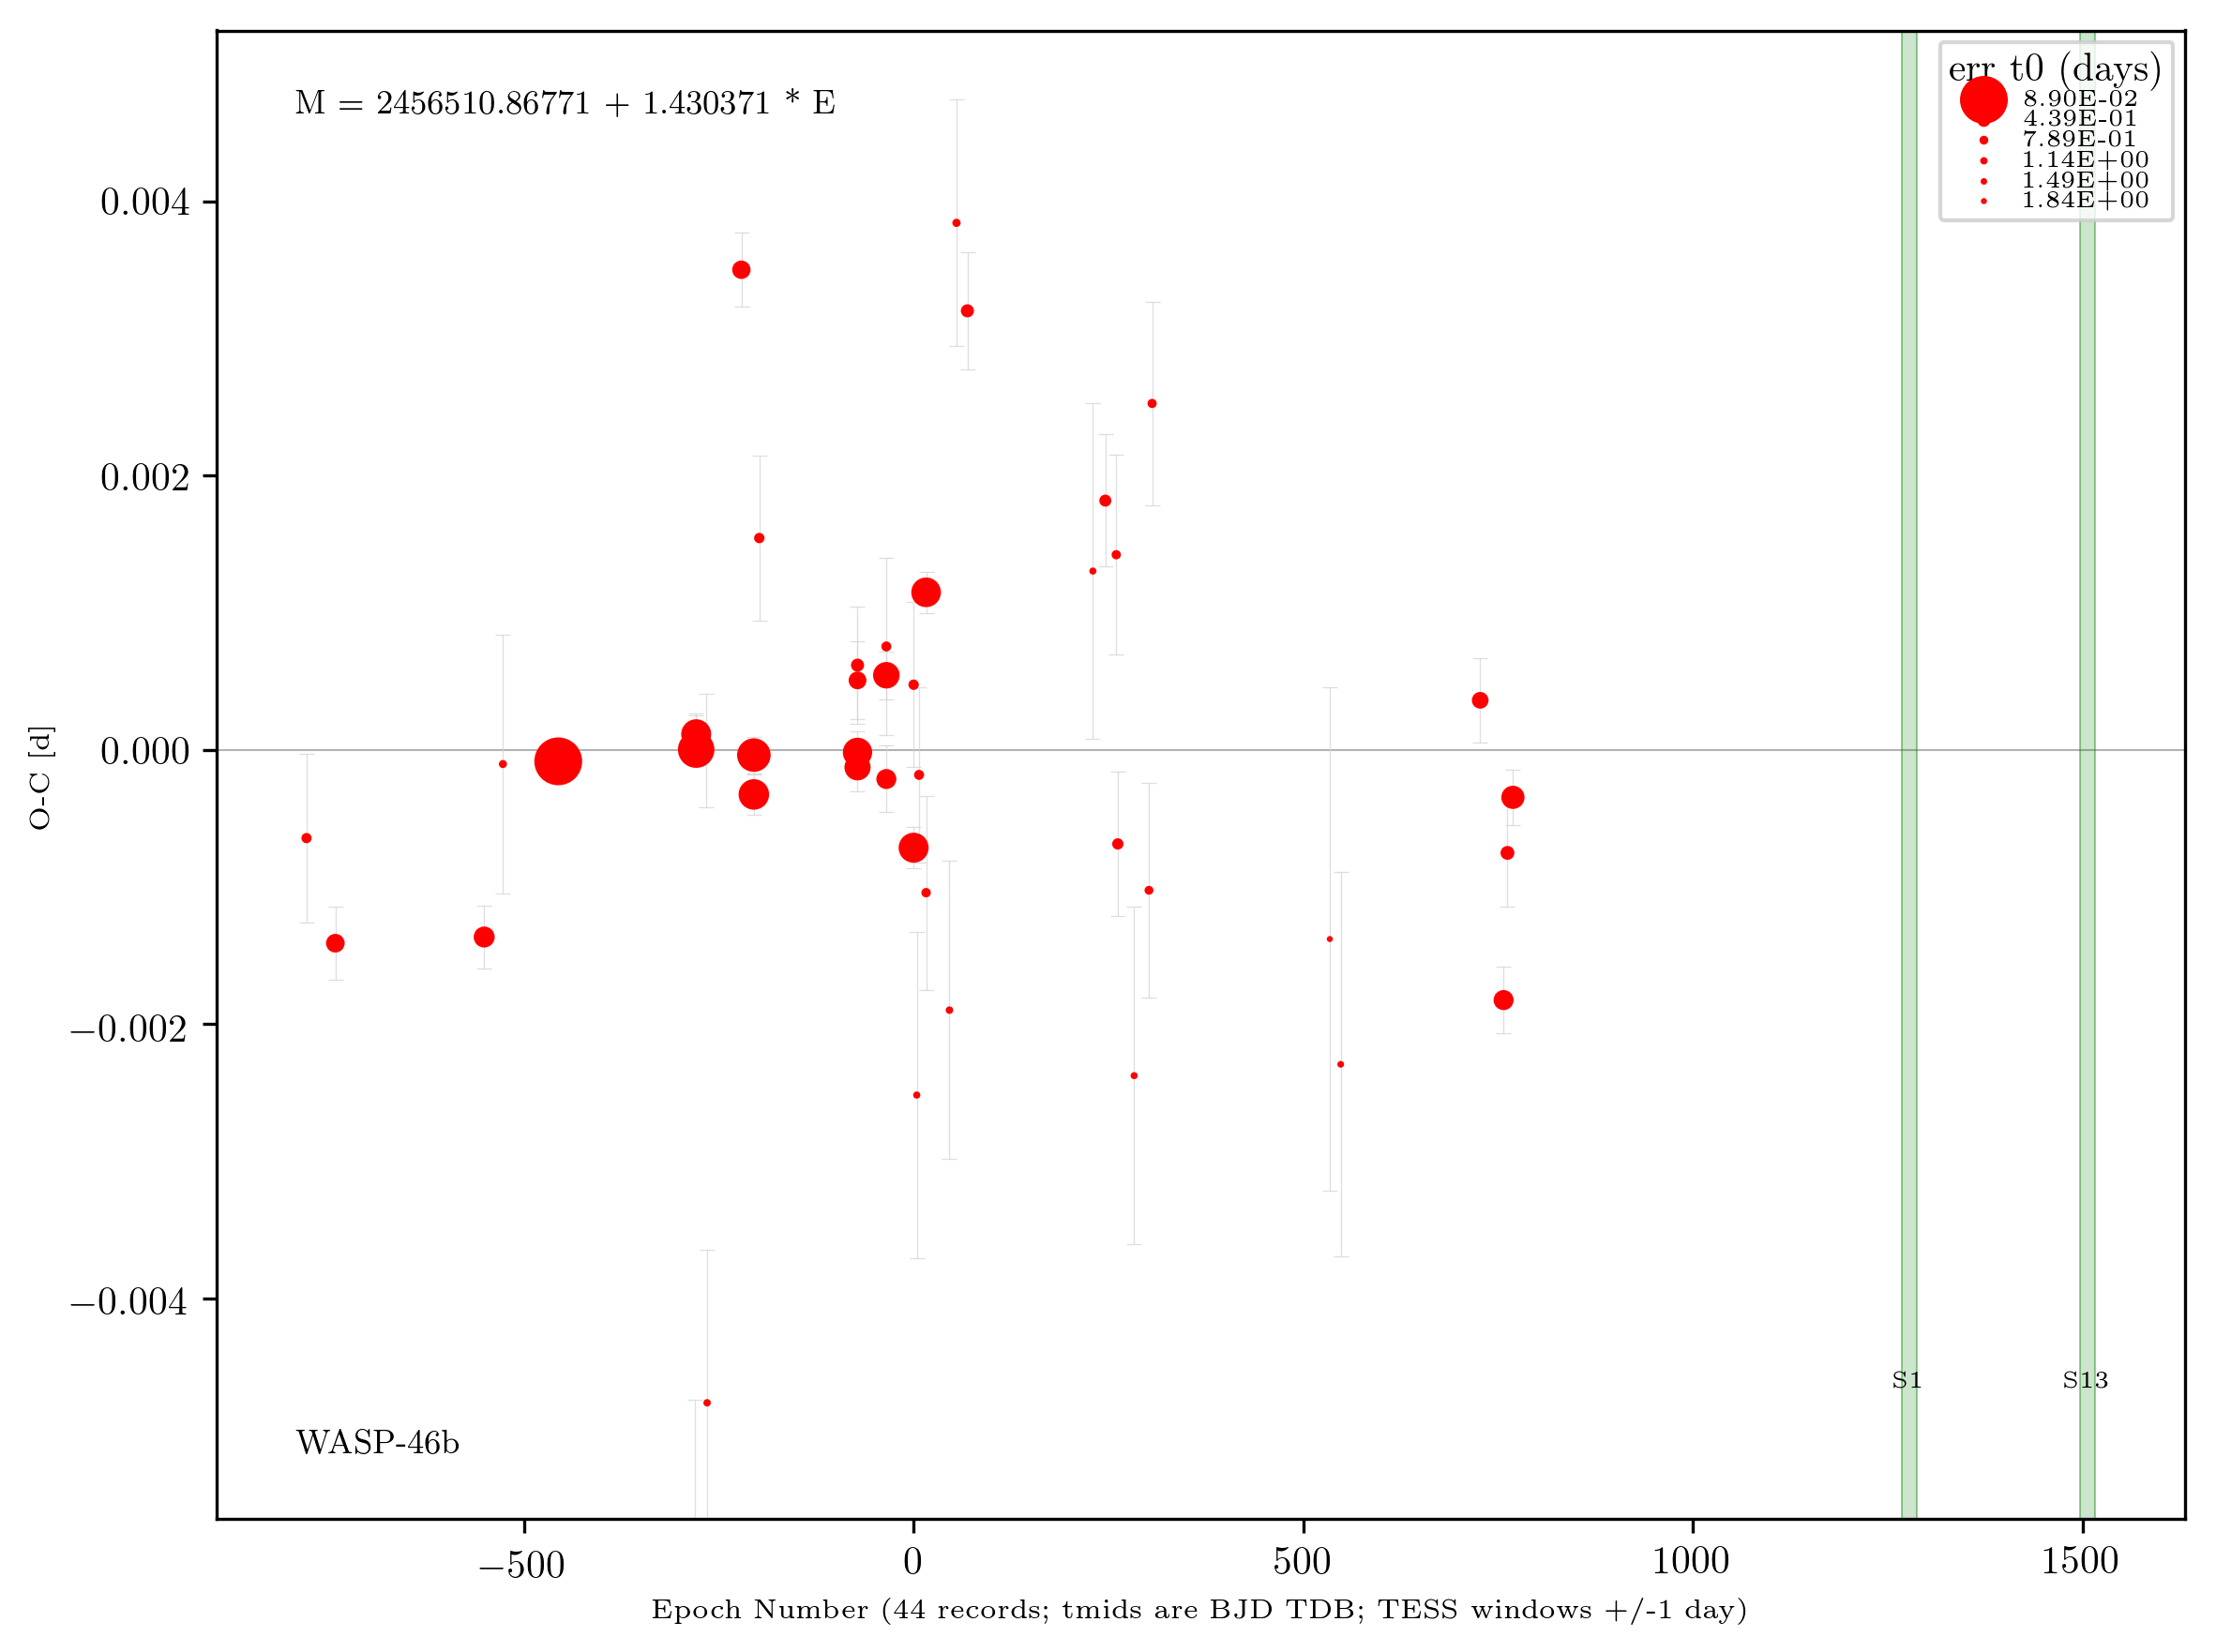 M = 2456510.86771 + 1.430371 * E
err t0 (days)
8.90E-02
4.39E-01
7.89E-01
1.14E+00
1.49E+00
1.84E+00
0.004
0.002
0.000
−0.002
−0.004
O-C [d]
S1
S13
WASP-46b
−500
0
500
1000
1500
Epoch Number (44 records; tmids are BJD TDB; TESS windows +/-1 day)